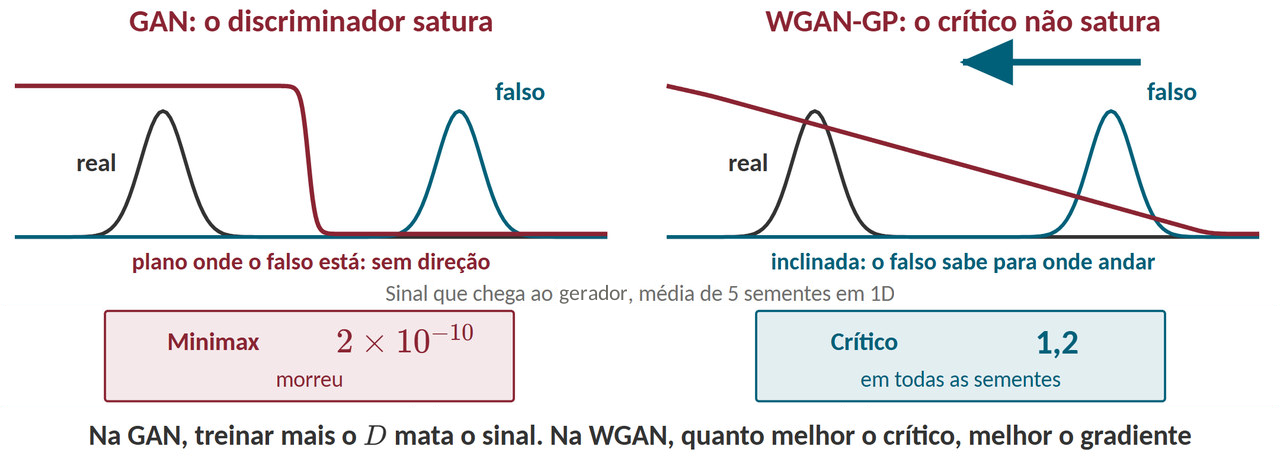 GAN: o discriminador satura
falso
real
plano onde o falso está: sem direção
WGAN-GP: o crítico não satura
falso
real
inclinada: o falso sabe para onde andar
Sinal que chega ao gerador, média de 5 sementes em 1D
Minimax 2 × 10⁻¹⁰
morreu
Crítico 1,2
em todas as sementes
Na GAN, treinar mais o D mata o sinal. Na WGAN, quanto melhor o crítico, melhor o gradiente